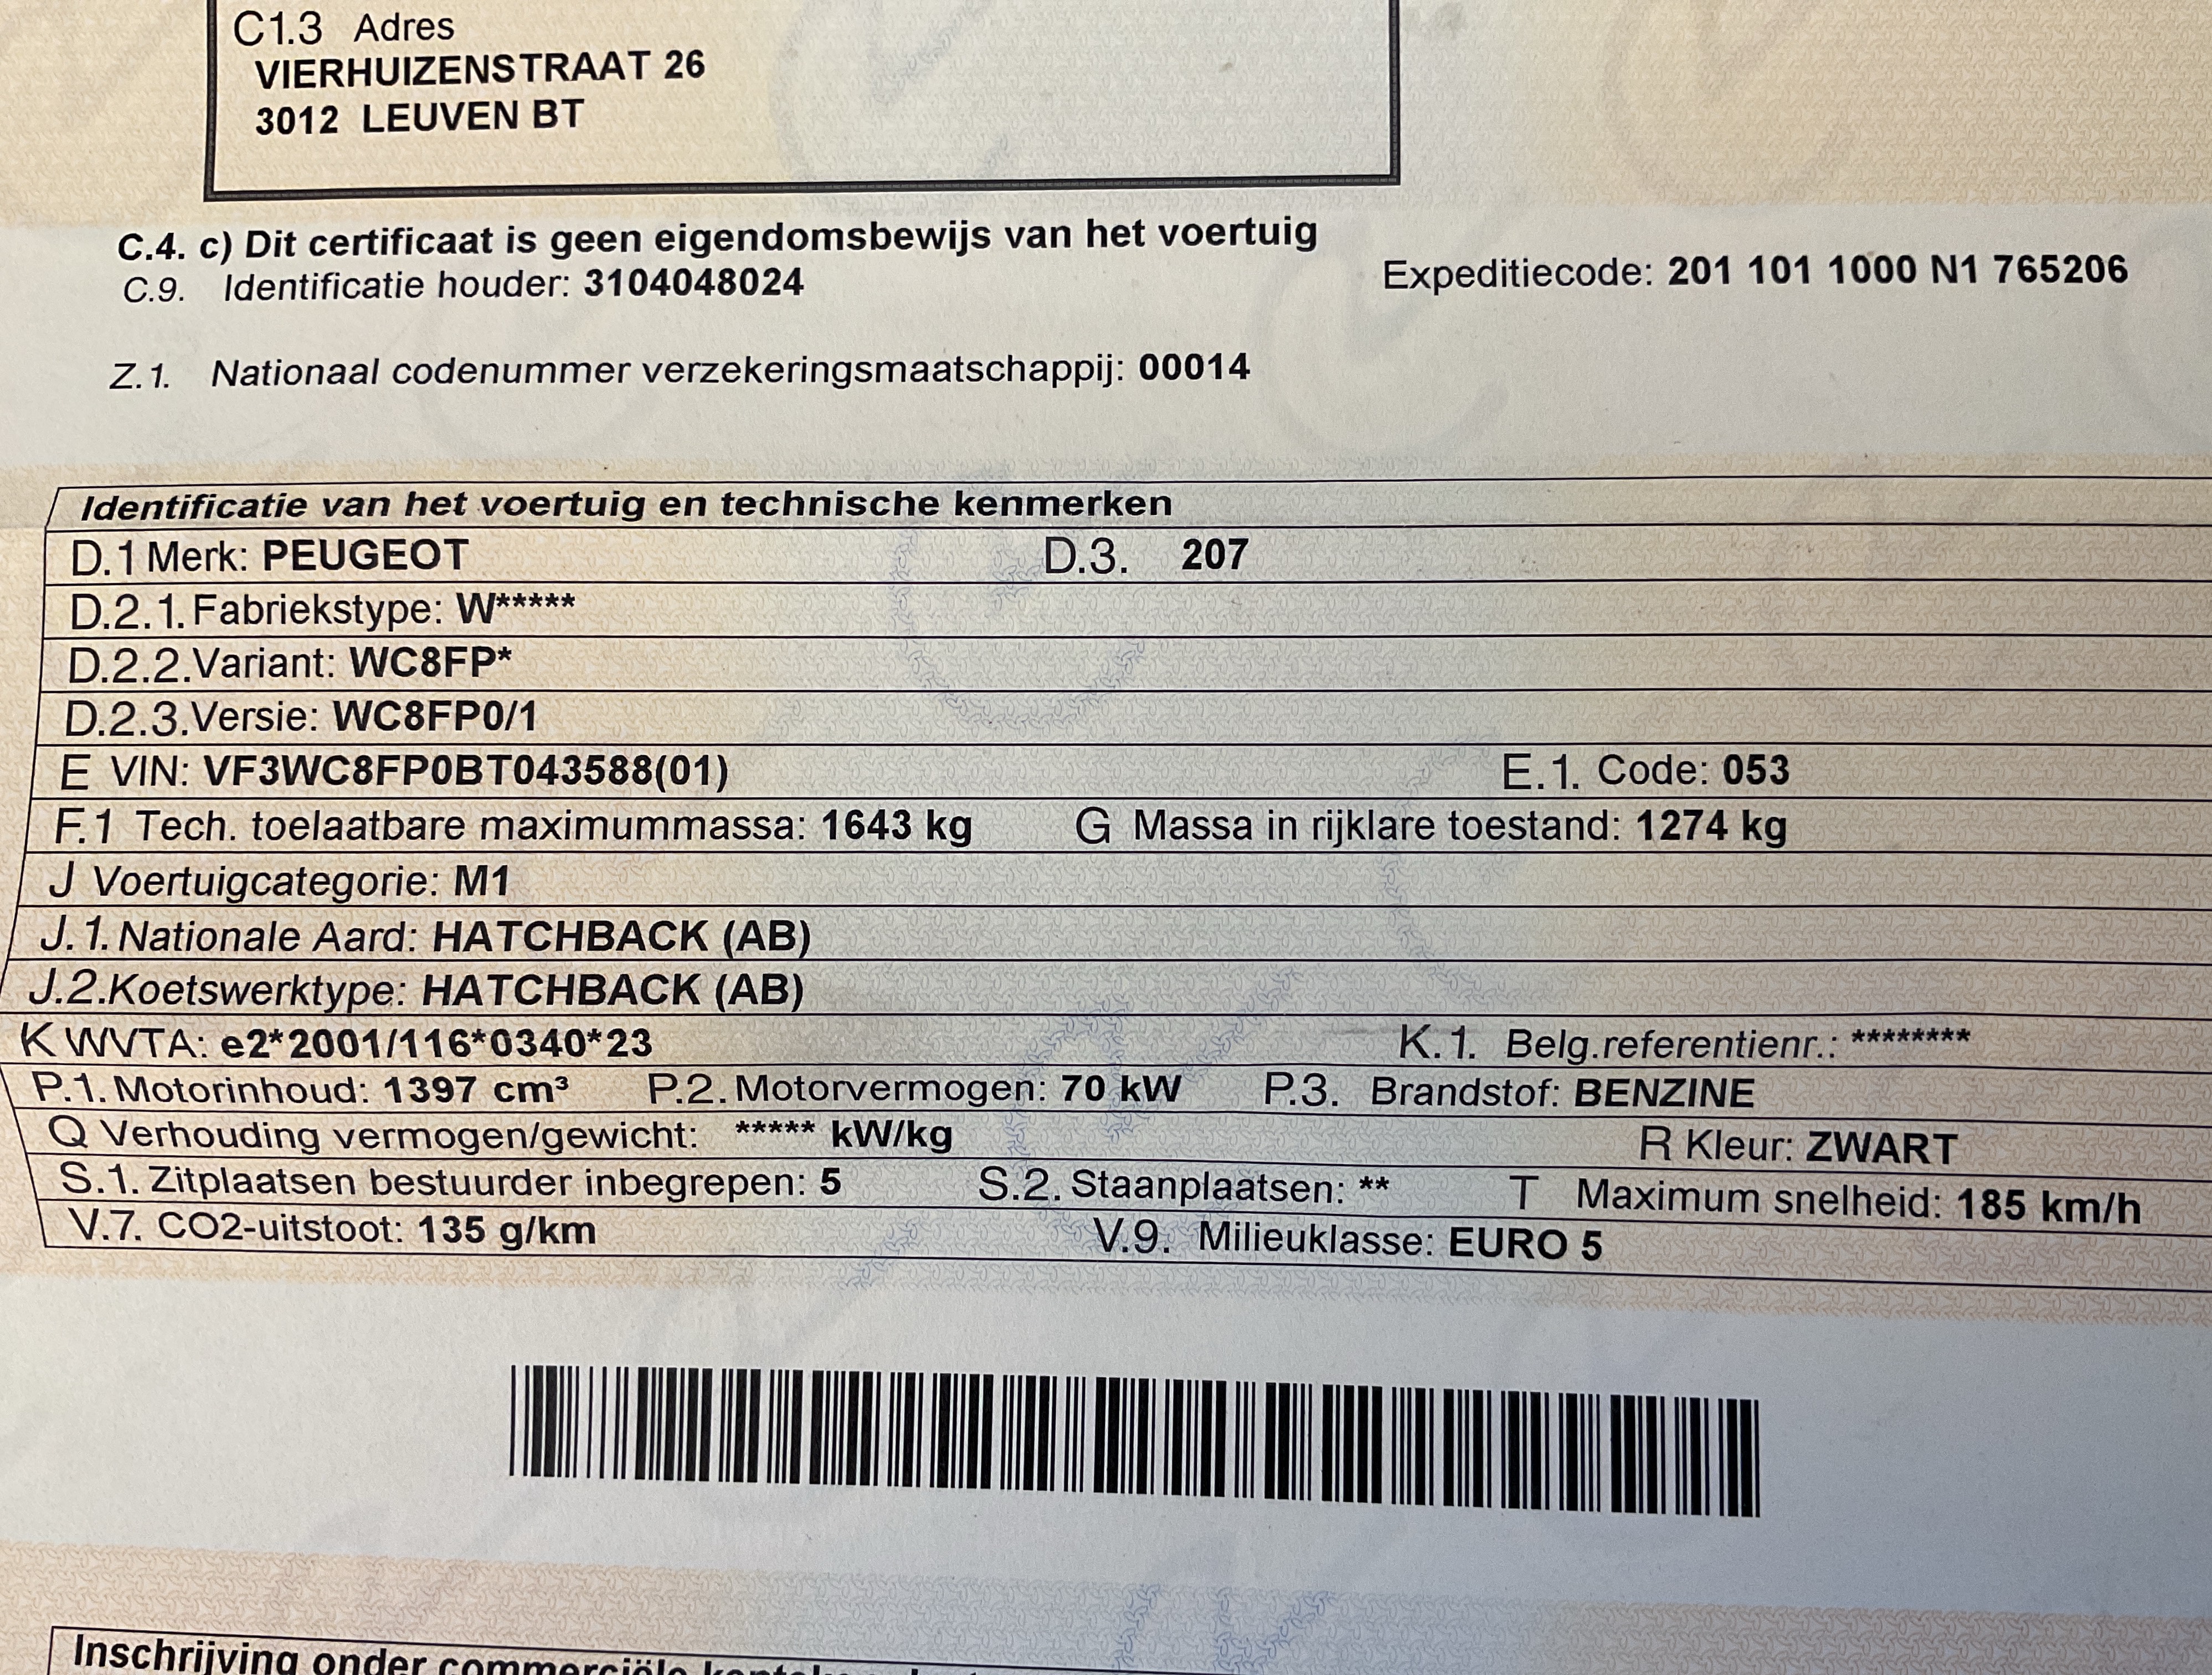 C1.3 Adres
VIERHUIZENSTRAAT 26
3012 LEUVEN BT
C.4. c) Dit certificaat is geen eigendomsbewijs van het voertuig
C.9. Identificatie houder: 3104048024
Expeditiecode: 201 101 1000 N1 765206
Z.1. Nationaal codenummer verzekeringsmaatschappij: 00014
Identificatie van het voertuig en technische kenmerken
D.1 Merk: PEUGEOT D.3. 207
D.2.1. Fabriekstype: W*****
D.2.2. Variant: WC8FP*
D.2.3. Versie: WC8FP0/1
E VIN: VF3WC8FP0BT043588(01) E.1. Code: 053
F.1 Tech. toelaatbare maximummassa: 1643 kg G Massa in rijklare toestand: 1274 kg
J Voertuigcategorie: M1
J.1. Nationale Aard: HATCHBACK (AB)
J.2. Koetswerktype: HATCHBACK (AB)
K WVTA: e2*2001/116*0340*23 K.1. Belg.referentienr.: ********
P.1. Motorinhoud: 1397 cm³ P.2. Motorvermogen: 70 kW P.3. Brandstof: BENZINE
Q Verhouding vermogen/gewicht: ***** kW/kg R Kleur: ZWART
S.1. Zitplaatsen bestuurder inbegrepen: 5 S.2. Staanplaatsen: ** T Maximum snelheid: 185 km/h
V.7. CO2-uitstoot: 135 g/km V.9. Milieuklasse: EURO 5
Inschrijving onder commerciële